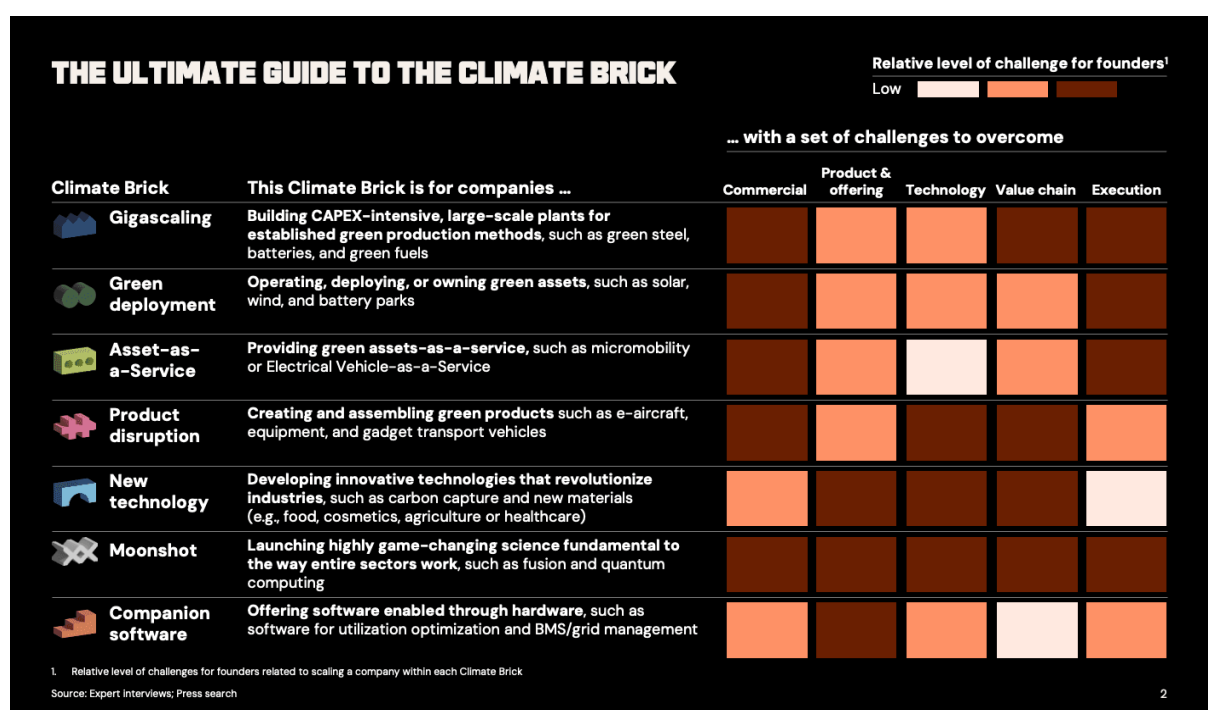 THE ULTIMATE GUIDE TO THE CLIMATE BRICK
Relative level of challenge for founders¹
Low
... with a set of challenges to overcome
Climate Brick
This Climate Brick is for companies ...
Commercial
Product &
offering
Technology
Value chain
Execution
Gigascaling
Building CAPEX-intensive, large-scale plants for
established green production methods, such as green steel,
batteries, and green fuels
Green
deployment
Operating, deploying, or owning green assets, such as solar,
wind, and battery parks
Asset-as-
a-Service
Providing green assets-as-a-service, such as micromobility
or Electrical Vehicle-as-a-Service
Product
disruption
Creating and assembling green products such as e-aircraft,
equipment, and gadget transport vehicles
New
technology
Developing innovative technologies that revolutionize
industries, such as carbon capture and new materials
(e.g., food, cosmetics, agriculture or healthcare)
Moonshot
Launching highly game-changing science fundamental to
the way entire sectors work, such as fusion and quantum
computing
Companion
software
Offering software enabled through hardware, such as
software for utilization optimization and BMS/grid management
1. Relative level of challenges for founders related to scaling a company within each Climate Brick
Source: Expert interviews; Press search
2